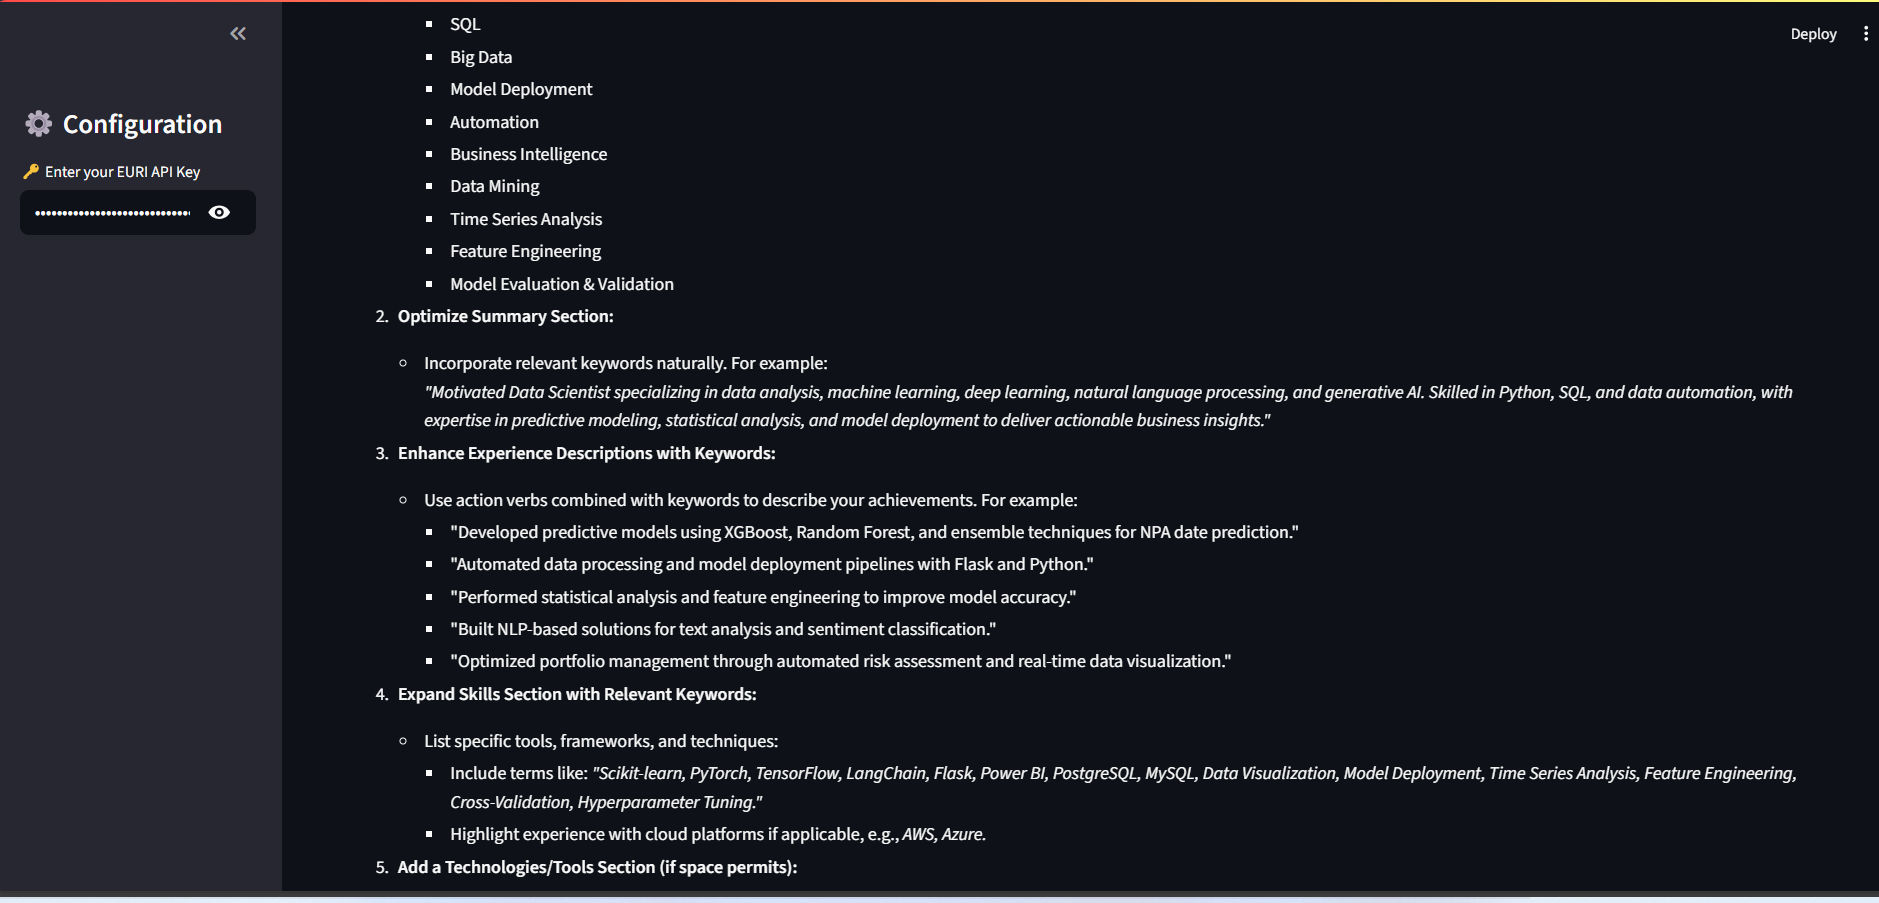 Deploy
Configuration
Enter your EURI API Key
SQL
Big Data
Model Deployment
Automation
Business Intelligence
Data Mining
Time Series Analysis
Feature Engineering
Model Evaluation & Validation
2. Optimize Summary Section:
Incorporate relevant keywords naturally. For example:
"Motivated Data Scientist specializing in data analysis, machine learning, deep learning, natural language processing, and generative AI. Skilled in Python, SQL, and data automation, with
expertise in predictive modeling, statistical analysis, and model deployment to deliver actionable business insights."
3. Enhance Experience Descriptions with Keywords:
Use action verbs combined with keywords to describe your achievements. For example:
"Developed predictive models using XGBoost, Random Forest, and ensemble techniques for NPA date prediction."
"Automated data processing and model deployment pipelines with Flask and Python."
"Performed statistical analysis and feature engineering to improve model accuracy."
"Built NLP-based solutions for text analysis and sentiment classification."
"Optimized portfolio management through automated risk assessment and real-time data visualization."
4. Expand Skills Section with Relevant Keywords:
List specific tools, frameworks, and techniques:
Include terms like: "Scikit-learn, PyTorch, TensorFlow, LangChain, Flask, Power BI, PostgreSQL, MySQL, Data Visualization, Model Deployment, Time Series Analysis, Feature Engineering,
Cross-Validation, Hyperparameter Tuning."
Highlight experience with cloud platforms if applicable, e.g., AWS, Azure.
5. Add a Technologies/Tools Section (if space permits):